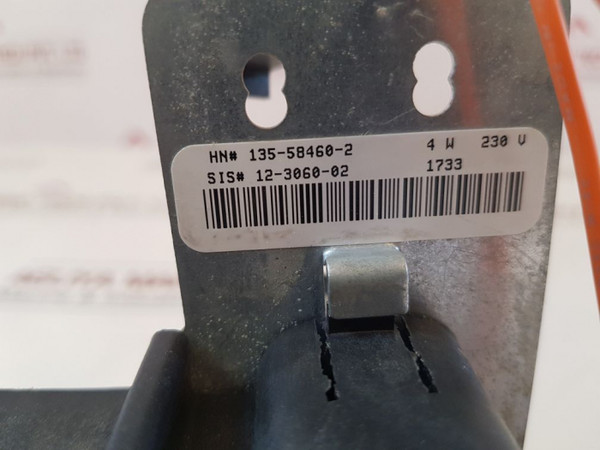 HN# 135-58460-2 4 W 230 V
SIS# 12-3060-02 1733